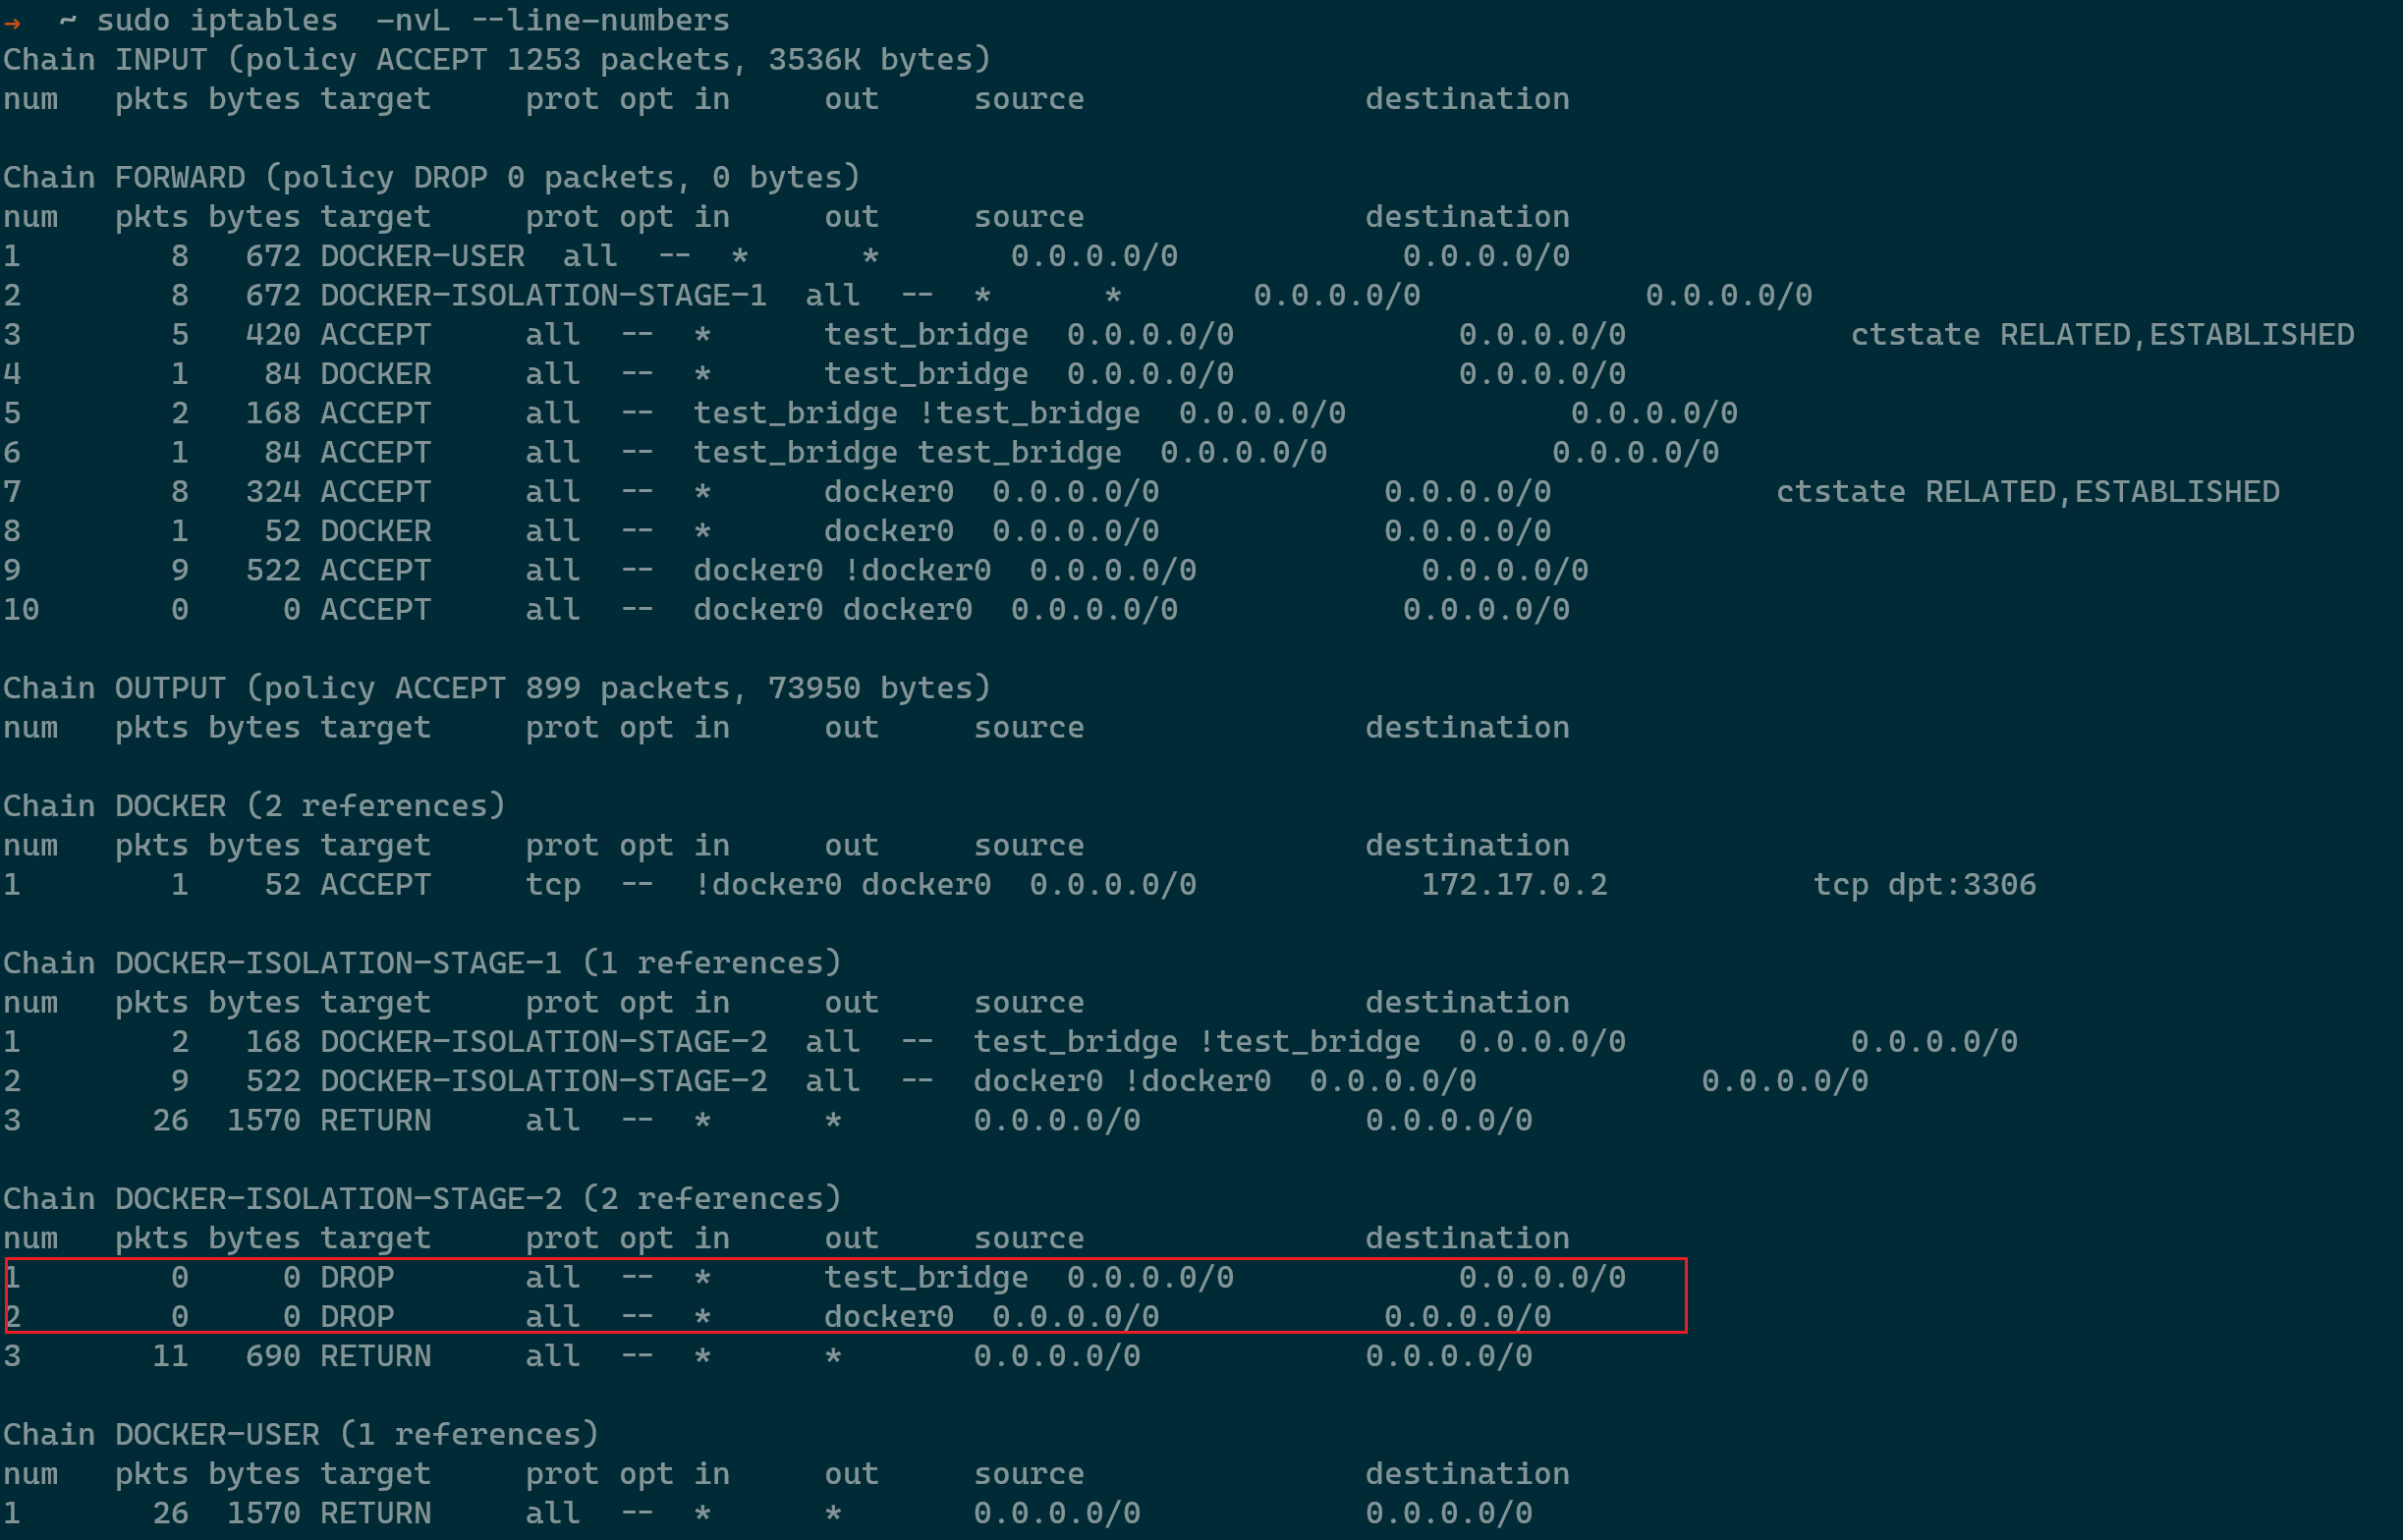 →  ~ sudo iptables  -nvL --line-numbers
Chain INPUT (policy ACCEPT 1253 packets, 3536K bytes)
num   pkts bytes target     prot opt in     out     source               destination

Chain FORWARD (policy DROP 0 packets, 0 bytes)
num   pkts bytes target     prot opt in     out     source               destination
1        8   672 DOCKER-USER  all  --  *      *       0.0.0.0/0            0.0.0.0/0
2        8   672 DOCKER-ISOLATION-STAGE-1  all  --  *      *       0.0.0.0/0            0.0.0.0/0
3        5   420 ACCEPT     all  --  *      test_bridge  0.0.0.0/0            0.0.0.0/0            ctstate RELATED,ESTABLISHED
4        1    84 DOCKER     all  --  *      test_bridge  0.0.0.0/0            0.0.0.0/0
5        2   168 ACCEPT     all  --  test_bridge !test_bridge  0.0.0.0/0            0.0.0.0/0
6        1    84 ACCEPT     all  --  test_bridge test_bridge  0.0.0.0/0            0.0.0.0/0
7        8   324 ACCEPT     all  --  *      docker0  0.0.0.0/0            0.0.0.0/0            ctstate RELATED,ESTABLISHED
8        1    52 DOCKER     all  --  *      docker0  0.0.0.0/0            0.0.0.0/0
9        9   522 ACCEPT     all  --  docker0 !docker0  0.0.0.0/0            0.0.0.0/0
10       0     0 ACCEPT     all  --  docker0 docker0  0.0.0.0/0            0.0.0.0/0

Chain OUTPUT (policy ACCEPT 899 packets, 73950 bytes)
num   pkts bytes target     prot opt in     out     source               destination

Chain DOCKER (2 references)
num   pkts bytes target     prot opt in     out     source               destination
1        1    52 ACCEPT     tcp  --  !docker0 docker0  0.0.0.0/0            172.17.0.2           tcp dpt:3306

Chain DOCKER-ISOLATION-STAGE-1 (1 references)
num   pkts bytes target     prot opt in     out     source               destination
1        2   168 DOCKER-ISOLATION-STAGE-2  all  --  test_bridge !test_bridge  0.0.0.0/0            0.0.0.0/0
2        9   522 DOCKER-ISOLATION-STAGE-2  all  --  docker0 !docker0  0.0.0.0/0            0.0.0.0/0
3       26  1570 RETURN     all  --  *      *       0.0.0.0/0            0.0.0.0/0

Chain DOCKER-ISOLATION-STAGE-2 (2 references)
num   pkts bytes target     prot opt in     out     source               destination
1        0     0 DROP       all  --  *      test_bridge  0.0.0.0/0            0.0.0.0/0
2        0     0 DROP       all  --  *      docker0  0.0.0.0/0            0.0.0.0/0
3       11   690 RETURN     all  --  *      *       0.0.0.0/0            0.0.0.0/0

Chain DOCKER-USER (1 references)
num   pkts bytes target     prot opt in     out     source               destination
1       26  1570 RETURN     all  --  *      *       0.0.0.0/0            0.0.0.0/0